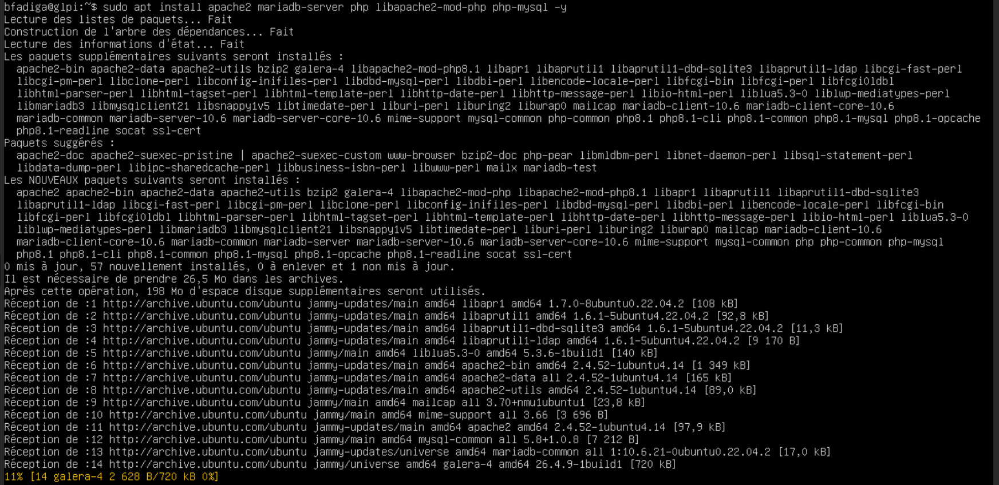 bfadiga@glpi:~$ sudo apt install apache2 mariadb-server php libapache2-mod-php php-mysql -y
Lecture des listes de paquets... Fait
Construction de l'arbre des dépendances... Fait
Lecture des informations d'état... Fait
Les paquets supplémentaires suivants seront installés :
  apache2-bin apache2-data apache2-utils bzip2 galera-4 libapache2-mod-php8.1 libapr1 libaprutil1 libaprutil1-dbd-sqlite3 libaprutil1-ldap libcgi-fast-perl
  libcgi-pm-perl libclone-perl libconfig-inifiles-perl libdbd-mysql-perl libdbi-perl libencode-locale-perl libfcgi-bin libfcgi-perl libfcgi0ldbl
  libhtml-parser-perl libhtml-tagset-perl libhtml-template-perl libhttp-date-perl libhttp-message-perl libio-html-perl liblua5.3-0 liblwp-mediatypes-perl
  libmariadb3 libmysqlclient21 libsnappy1v5 libtimedate-perl liburi-perl liburing2 libwrap0 mailcap mariadb-client-10.6 mariadb-client-core-10.6
  mariadb-common mariadb-server-10.6 mariadb-server-core-10.6 mime-support mysql-common php-common php8.1 php8.1-cli php8.1-common php8.1-mysql php8.1-opcache
  php8.1-readline socat ssl-cert
Paquets suggérés :
  apache2-doc apache2-suexec-pristine | apache2-suexec-custom www-browser bzip2-doc php-pear libmldbm-perl libnet-daemon-perl libsql-statement-perl
  libdata-dump-perl libipc-sharedcache-perl libbusiness-isbn-perl libwww-perl mailx mariadb-test
Les NOUVEAUX paquets suivants seront installés :
  apache2 apache2-bin apache2-data apache2-utils bzip2 galera-4 libapache2-mod-php libapache2-mod-php8.1 libapr1 libaprutil1 libaprutil1-dbd-sqlite3
  libaprutil1-ldap libcgi-fast-perl libcgi-pm-perl libclone-perl libconfig-inifiles-perl libdbd-mysql-perl libdbi-perl libencode-locale-perl libfcgi-bin
  libfcgi-perl libfcgi0ldbl libhtml-parser-perl libhtml-tagset-perl libhtml-template-perl libhttp-date-perl libhttp-message-perl libio-html-perl liblua5.3-0
  liblwp-mediatypes-perl libmariadb3 libmysqlclient21 libsnappy1v5 libtimedate-perl liburi-perl liburing2 libwrap0 mailcap mariadb-client-10.6
  mariadb-client-core-10.6 mariadb-common mariadb-server mariadb-server-10.6 mariadb-server-core-10.6 mime-support mysql-common php php-common php-mysql
  php8.1 php8.1-cli php8.1-common php8.1-mysql php8.1-opcache php8.1-readline socat ssl-cert
0 mis à jour, 57 nouvellement installés, 0 à enlever et 1 non mis à jour.
Il est nécessaire de prendre 26,5 Mo dans les archives.
Après cette opération, 198 Mo d'espace disque supplémentaires seront utilisés.
Réception de :1 http://archive.ubuntu.com/ubuntu jammy-updates/main amd64 libapr1 amd64 1.7.0-8ubuntu0.22.04.2 [108 kB]
Réception de :2 http://archive.ubuntu.com/ubuntu jammy-updates/main amd64 libaprutil1 amd64 1.6.1-5ubuntu4.22.04.2 [92,8 kB]
Réception de :3 http://archive.ubuntu.com/ubuntu jammy-updates/main amd64 libaprutil1-dbd-sqlite3 amd64 1.6.1-5ubuntu4.22.04.2 [11,3 kB]
Réception de :4 http://archive.ubuntu.com/ubuntu jammy-updates/main amd64 libaprutil1-ldap amd64 1.6.1-5ubuntu4.22.04.2 [9 170 B]
Réception de :5 http://archive.ubuntu.com/ubuntu jammy/main amd64 liblua5.3-0 amd64 5.3.6-1build1 [140 kB]
Réception de :6 http://archive.ubuntu.com/ubuntu jammy-updates/main amd64 apache2-bin amd64 2.4.52-1ubuntu4.14 [1 349 kB]
Réception de :7 http://archive.ubuntu.com/ubuntu jammy-updates/main amd64 apache2-data all 2.4.52-1ubuntu4.14 [165 kB]
Réception de :8 http://archive.ubuntu.com/ubuntu jammy-updates/main amd64 apache2-utils amd64 2.4.52-1ubuntu4.14 [89,0 kB]
Réception de :9 http://archive.ubuntu.com/ubuntu jammy/main amd64 mailcap all 3.70+nmu1ubuntu1 [23,8 kB]
Réception de :10 http://archive.ubuntu.com/ubuntu jammy/main amd64 mime-support all 3.66 [3 696 B]
Réception de :11 http://archive.ubuntu.com/ubuntu jammy-updates/main amd64 apache2 amd64 2.4.52-1ubuntu4.14 [97,9 kB]
Réception de :12 http://archive.ubuntu.com/ubuntu jammy/main amd64 mysql-common all 5.8+1.0.8 [7 212 B]
Réception de :13 http://archive.ubuntu.com/ubuntu jammy-updates/universe amd64 mariadb-common all 1:10.6.21-0ubuntu0.22.04.2 [17,0 kB]
Réception de :14 http://archive.ubuntu.com/ubuntu jammy/universe amd64 galera-4 amd64 26.4.9-1build1 [720 kB]
11% [14 galera-4 2 628 B/720 kB 0%]